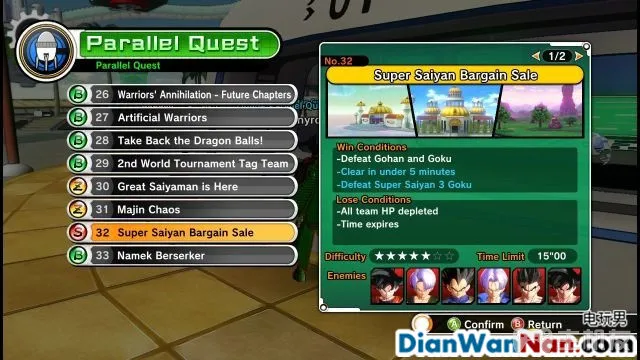 Parallel Quest
Parallel Quest
B 26 Warriors' Annihilation - Future Chapters
B 27 Artificial Warriors
B 28 Take Back the Dragon Balls!
B 29 2nd World Tournament Tag Team
Z 30 Great Saiyaman is Here
Z 31 Majin Chaos
S 32 Super Saiyan Bargain Sale
B 33 Namek Berserker
No.32
1/2
Super Saiyan Bargain Sale
Win Conditions
-Defeat Gohan and Goku
-Clear in under 5 minutes
-Defeat Super Saiyan 3 Goku
Lose Conditions
-All team HP depleted
-Time expires
Difficulty ★★★★★☆☆ Time Limit 15"00
Enemies
A Confirm B Return
电玩男
DianWanNan.com